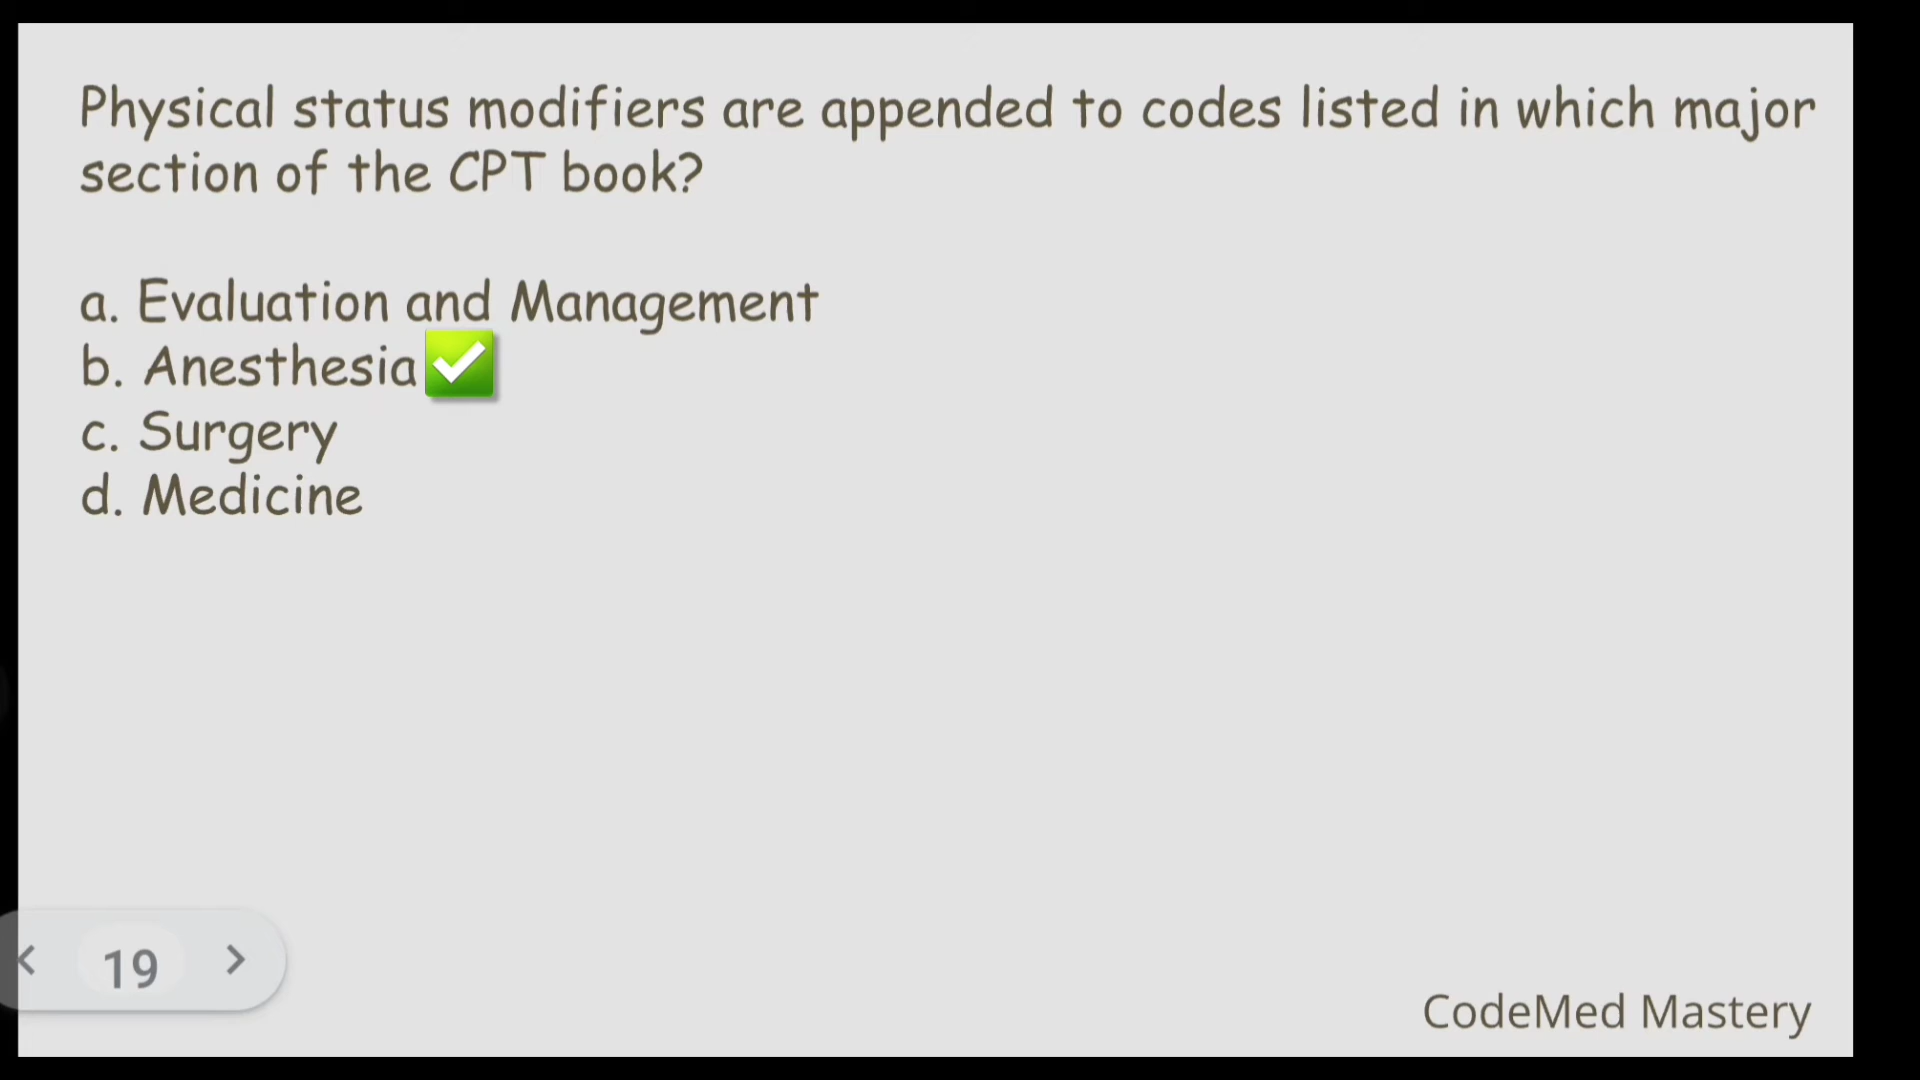 Physical status modifiers are appended to codes listed in which major
section of the CPT book?
a. Evaluation and Management
b. Anesthesia
c. Surgery
d. Medicine
19
CodeMed Mastery